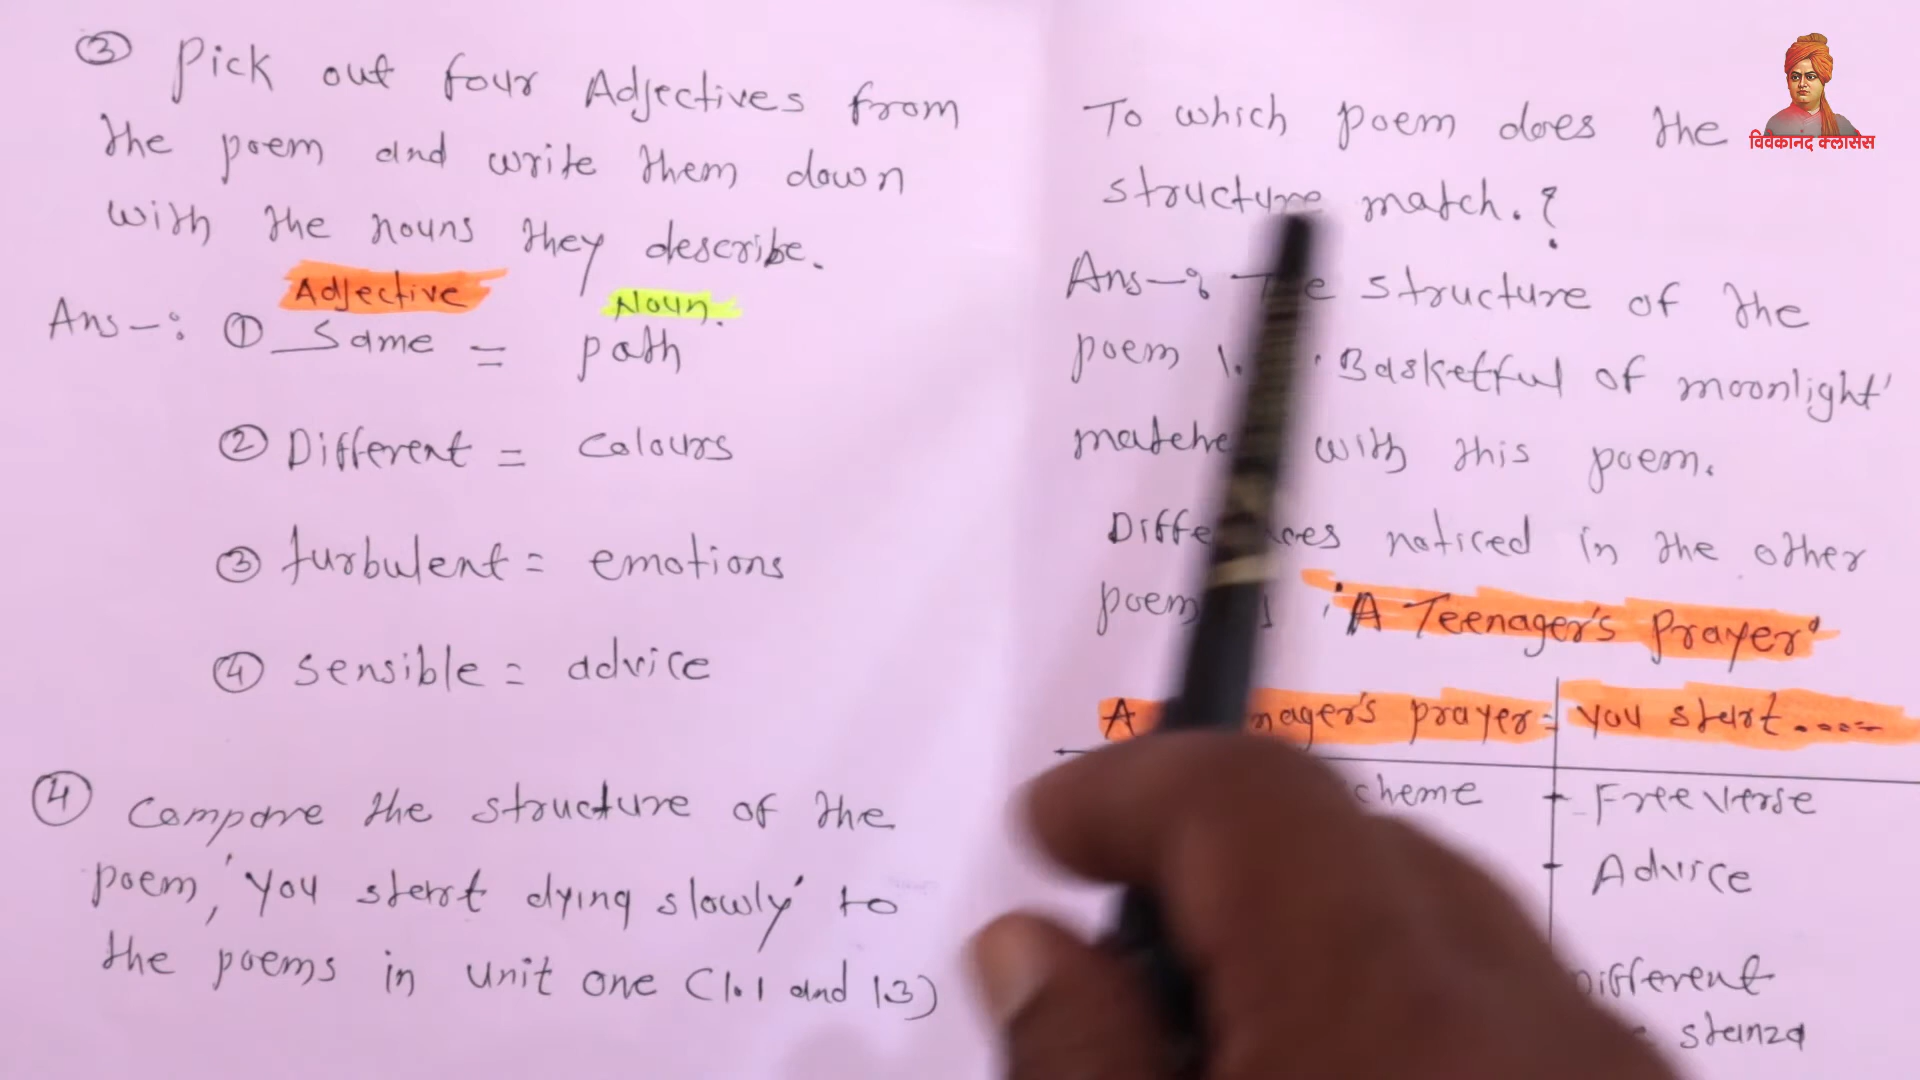 ③ Pick out four Adjectives from
the poem and write them down
with the nouns they describe.
Adjective Noun.
Ans-: ① Same = path
② Different = Colours
③ turbulent = emotions
④ Sensible = advice
④ Compare the structure of the
poem, 'You start dying slowly' to
the poems in unit one (1.1 and 1.3)
To which poem does the
structure match.?
Ans-: The structure of the
poem 'Basketful of moonlight'
matche with this poem.
noticed in the other
poem 'A Teenager's Prayer'
A prayer = You start.....
cheme - Free verse
- Advice
Different
stanza
विवेकानंद क्लासेस